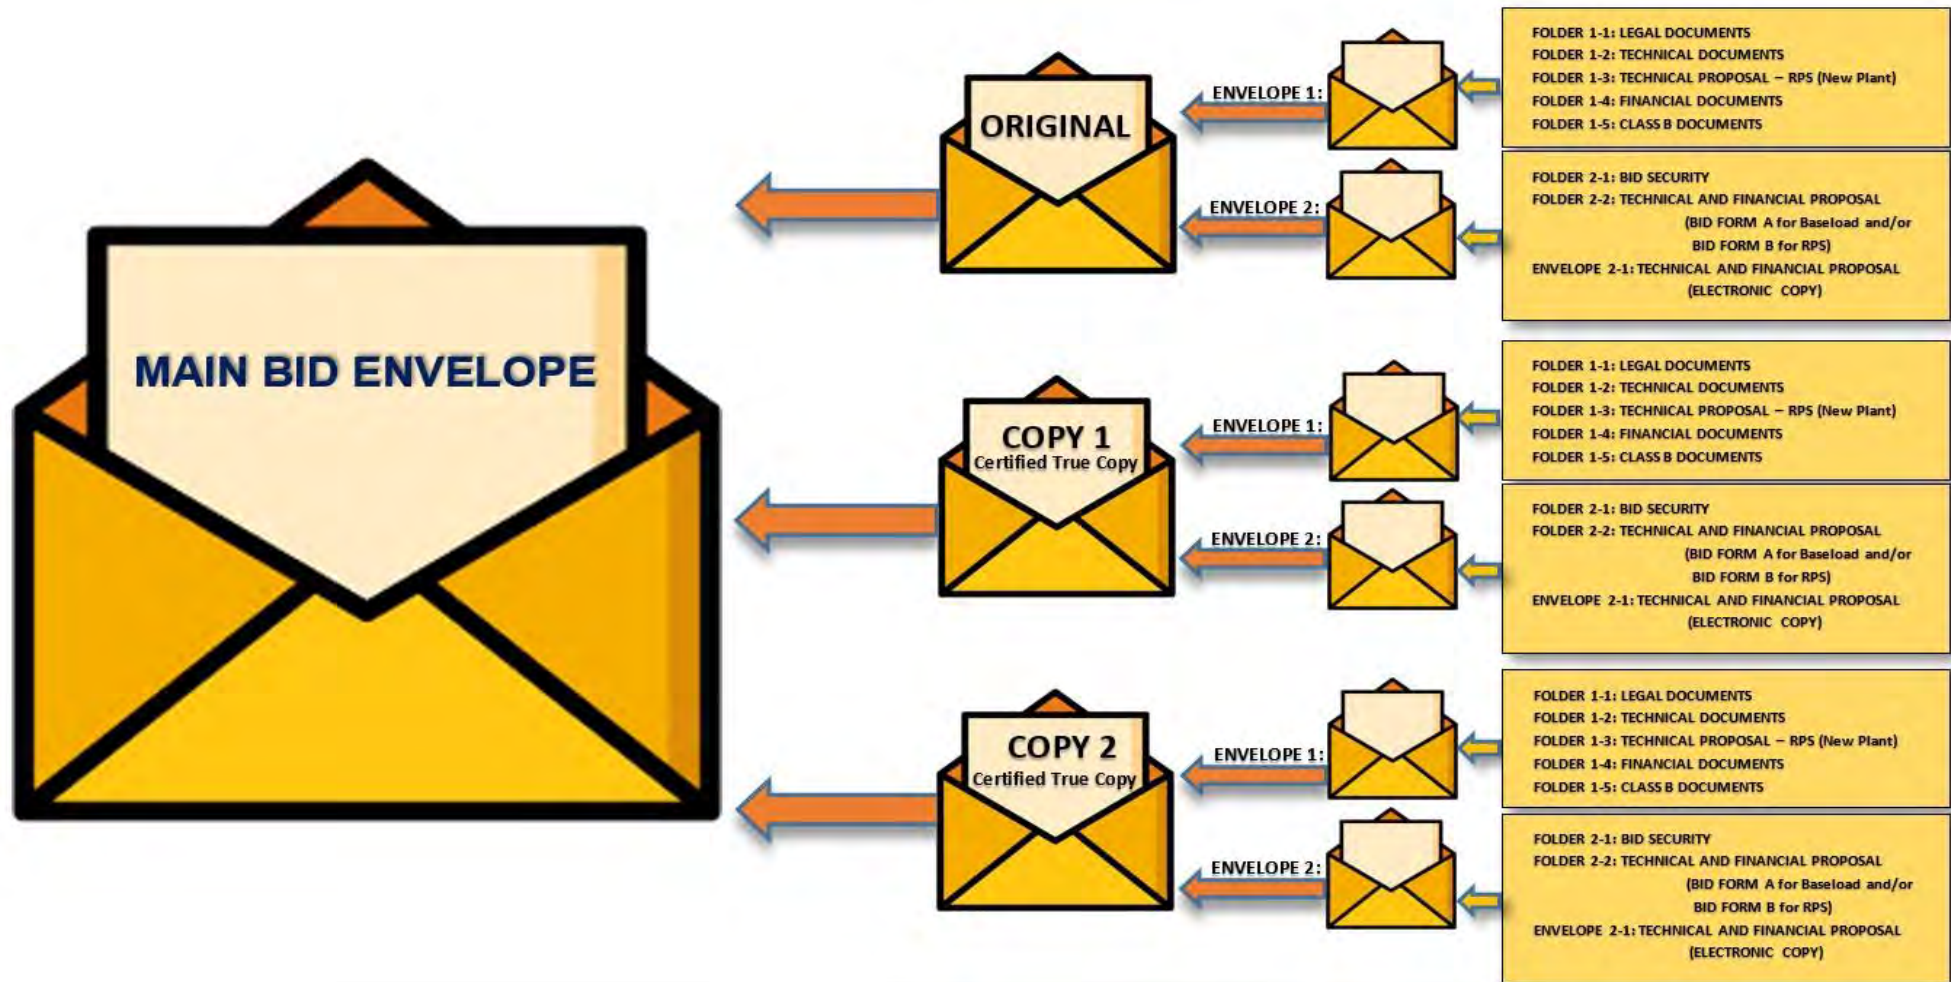 MAIN BID ENVELOPE
ORIGINAL
ENVELOPE 1:
FOLDER 1-1: LEGAL DOCUMENTS
FOLDER 1-2: TECHNICAL DOCUMENTS
FOLDER 1-3: TECHNICAL PROPOSAL – RPS (New Plant)
FOLDER 1-4: FINANCIAL DOCUMENTS
FOLDER 1-5: CLASS B DOCUMENTS
ENVELOPE 2:
FOLDER 2-1: BID SECURITY
FOLDER 2-2: TECHNICAL AND FINANCIAL PROPOSAL
(BID FORM A for Baseload and/or
BID FORM B for RPS)
ENVELOPE 2-1: TECHNICAL AND FINANCIAL PROPOSAL
(ELECTRONIC COPY)
COPY 1
Certified True Copy
ENVELOPE 1:
FOLDER 1-1: LEGAL DOCUMENTS
FOLDER 1-2: TECHNICAL DOCUMENTS
FOLDER 1-3: TECHNICAL PROPOSAL – RPS (New Plant)
FOLDER 1-4: FINANCIAL DOCUMENTS
FOLDER 1-5: CLASS B DOCUMENTS
ENVELOPE 2:
FOLDER 2-1: BID SECURITY
FOLDER 2-2: TECHNICAL AND FINANCIAL PROPOSAL
(BID FORM A for Baseload and/or
BID FORM B for RPS)
ENVELOPE 2-1: TECHNICAL AND FINANCIAL PROPOSAL
(ELECTRONIC COPY)
COPY 2
Certified True Copy
ENVELOPE 1:
FOLDER 1-1: LEGAL DOCUMENTS
FOLDER 1-2: TECHNICAL DOCUMENTS
FOLDER 1-3: TECHNICAL PROPOSAL – RPS (New Plant)
FOLDER 1-4: FINANCIAL DOCUMENTS
FOLDER 1-5: CLASS B DOCUMENTS
ENVELOPE 2:
FOLDER 2-1: BID SECURITY
FOLDER 2-2: TECHNICAL AND FINANCIAL PROPOSAL
(BID FORM A for Baseload and/or
BID FORM B for RPS)
ENVELOPE 2-1: TECHNICAL AND FINANCIAL PROPOSAL
(ELECTRONIC COPY)